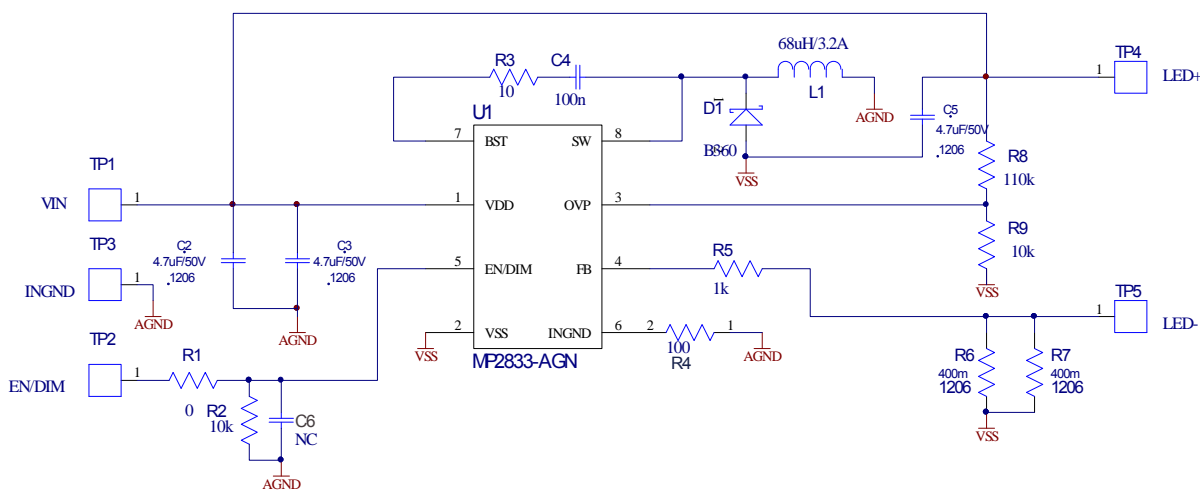 68uH/3.2A
R3
C4
10
100n
L1
AGND
TP4
1
LED+
C5
4.7uF/50V
1206
D1
1
B360
VSS
U1
7
BST
SW
8
R8
110k
TP1
VIN
1
1
VDD
OVP
3
R9
10k
VSS
TP3
INGND
1
AGND
C2
4.7uF/50V
1206
C3
4.7uF/50V
1206
AGND
5
EN/DIM
FB
4
R5
1k
TP5
1
LED-
2
VSS
VSS
INGND
6
2
100
R4
1
AGND
MP2833-AGN
R6
400m
1206
R7
400m
1206
VSS
TP2
EN/DIM
1
R1
0
R2
10k
C6
NC
AGND